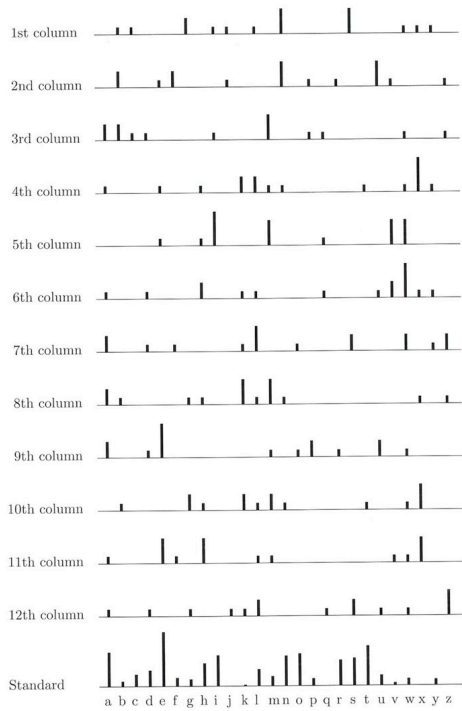 1st column
2nd column
3rd column
4th column
5th column
6th column
7th column
8th column
9th column
10th column
11th column
12th column
Standard
a b c d e f g h i j k l m n o p q r s t u v w x y z